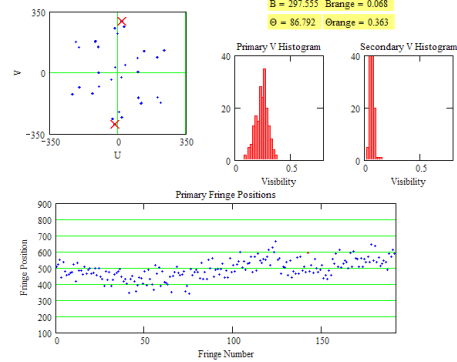 B = 297.555 Brange = 0.068
Θ = 86.792 Θrange = 0.363
350
V
0
−350
−350
0
350
U
Primary V Histogram
40
20
0
0
0.5
Visibility
Secondary V Histogram
40
20
0
0
0.5
Visibility
Primary Fringe Positions
900
800
700
600
500
400
300
200
100
Fringe Position
0
50
100
150
Fringe Number